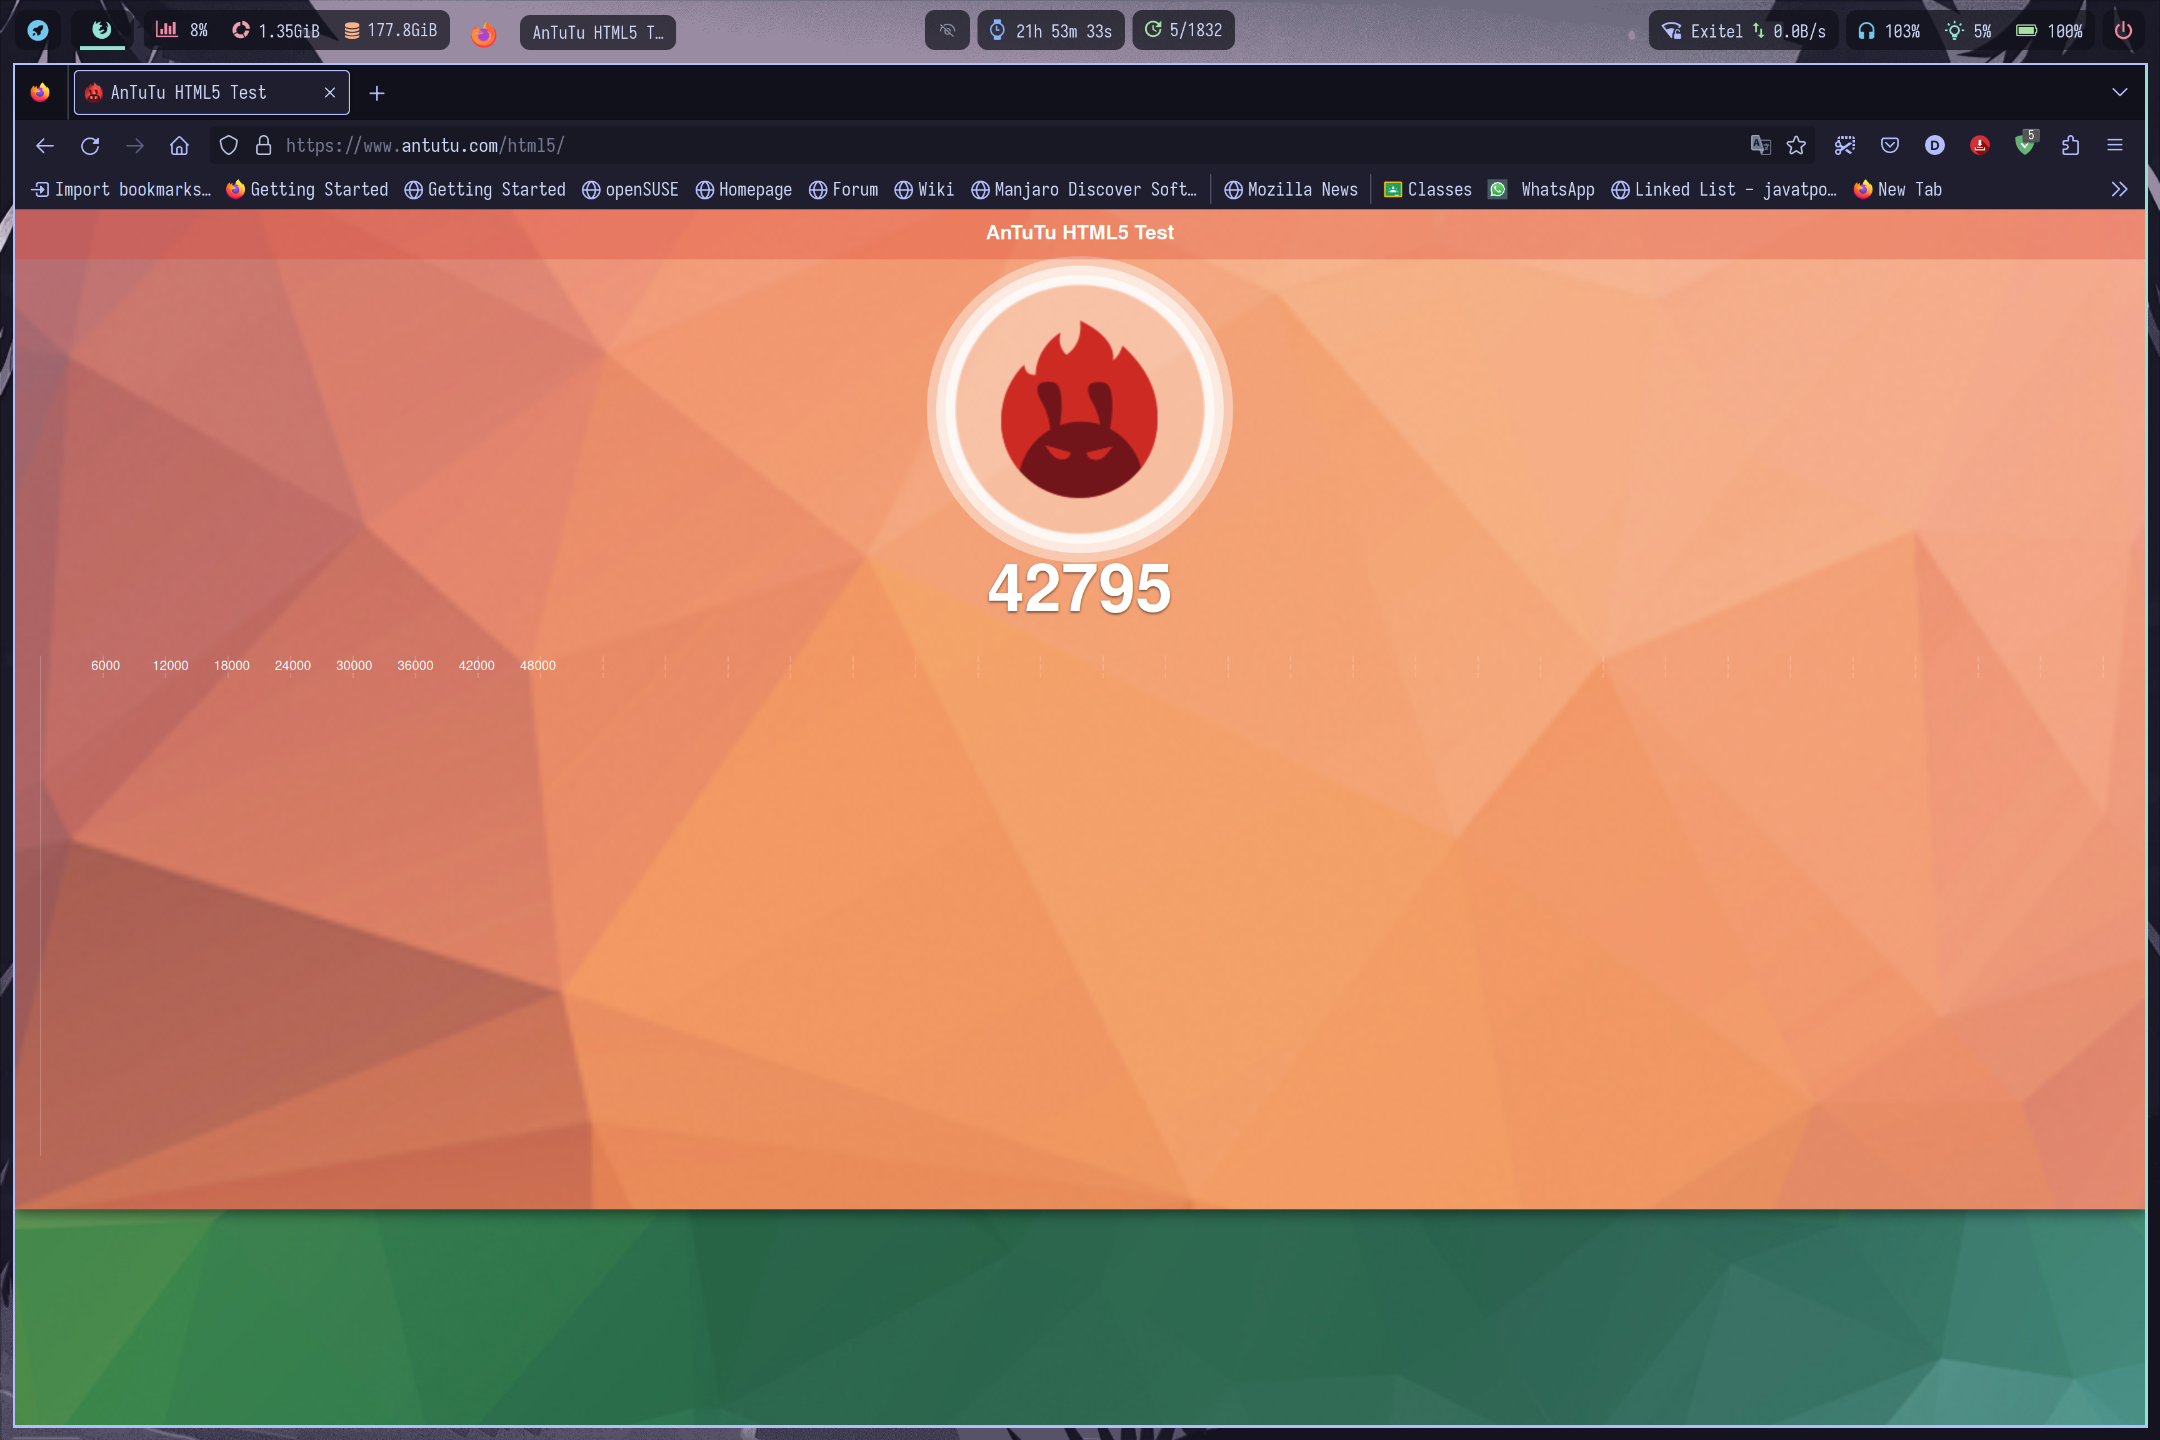 8% 1.35GiB 177.8GiB AnTuTu HTML5 T… 21h 53m 33s 5/1832 Exitel 0.0B/s 103% 5% 100%
AnTuTu HTML5 Test
https://www.antutu.com/html5/ D 5
Import bookmarks… Getting Started Getting Started openSUSE Homepage Forum Wiki Manjaro Discover Soft… Mozilla News Classes WhatsApp Linked List - javatpo… New Tab
AnTuTu HTML5 Test
42795
6000 12000 18000 24000 30000 36000 42000 48000